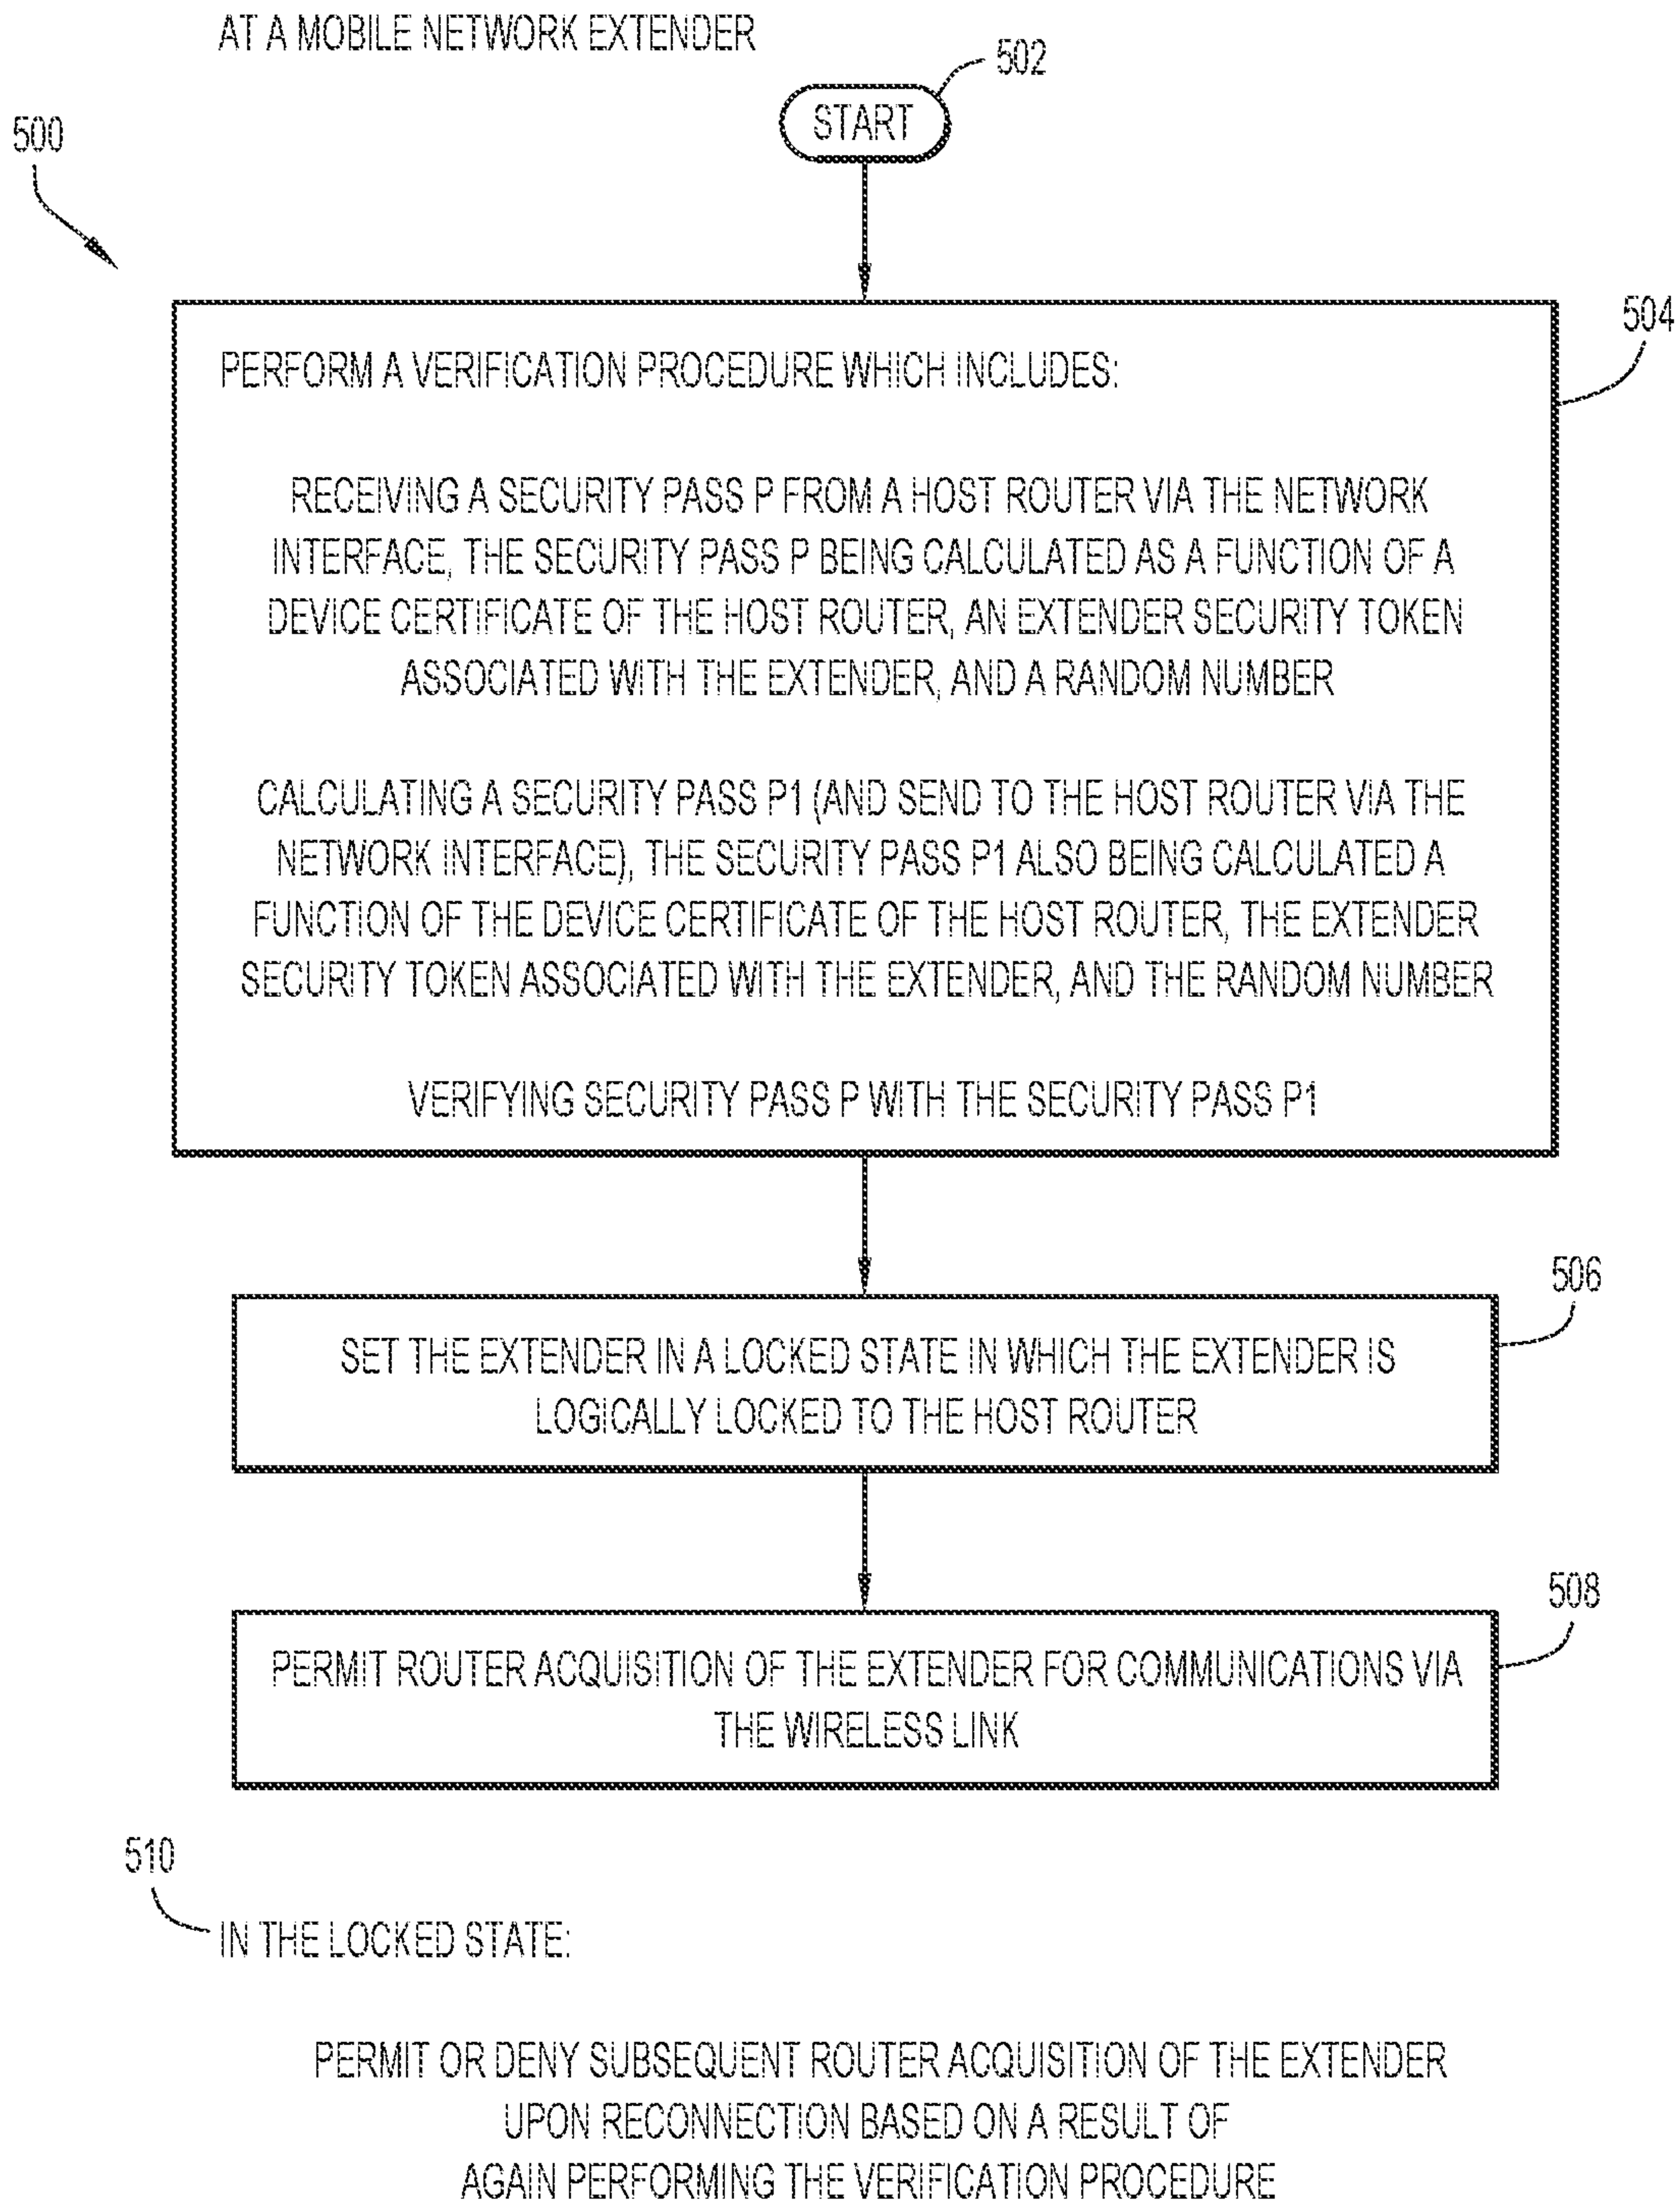 AT A MOBILE NETWORK EXTENDER
502
START
500
504
PERFORM A VERIFICATION PROCEDURE WHICH INCLUDES:
RECEIVING A SECURITY PASS P FROM A HOST ROUTER VIA THE NETWORK
INTERFACE, THE SECURITY PASS P BEING CALCULATED AS A FUNCTION OF A
DEVICE CERTIFICATE OF THE HOST ROUTER, AN EXTENDER SECURITY TOKEN
ASSOCIATED WITH THE EXTENDER, AND A RANDOM NUMBER
CALCULATING A SECURITY PASS P1 (AND SEND TO THE HOST ROUTER VIA THE
NETWORK INTERFACE), THE SECURITY PASS P1 ALSO BEING CALCULATED A
FUNCTION OF THE DEVICE CERTIFICATE OF THE HOST ROUTER, THE EXTENDER
SECURITY TOKEN ASSOCIATED WITH THE EXTENDER, AND THE RANDOM NUMBER
VERIFYING SECURITY PASS P WITH THE SECURITY PASS P1
506
SET THE EXTENDER IN A LOCKED STATE IN WHICH THE EXTENDER IS
LOGICALLY LOCKED TO THE HOST ROUTER
508
PERMIT ROUTER ACQUISITION OF THE EXTENDER FOR COMMUNICATIONS VIA
THE WIRELESS LINK
510
IN THE LOCKED STATE:
PERMIT OR DENY SUBSEQUENT ROUTER ACQUISITION OF THE EXTENDER
UPON RECONNECTION BASED ON A RESULT OF
AGAIN PERFORMING THE VERIFICATION PROCEDURE